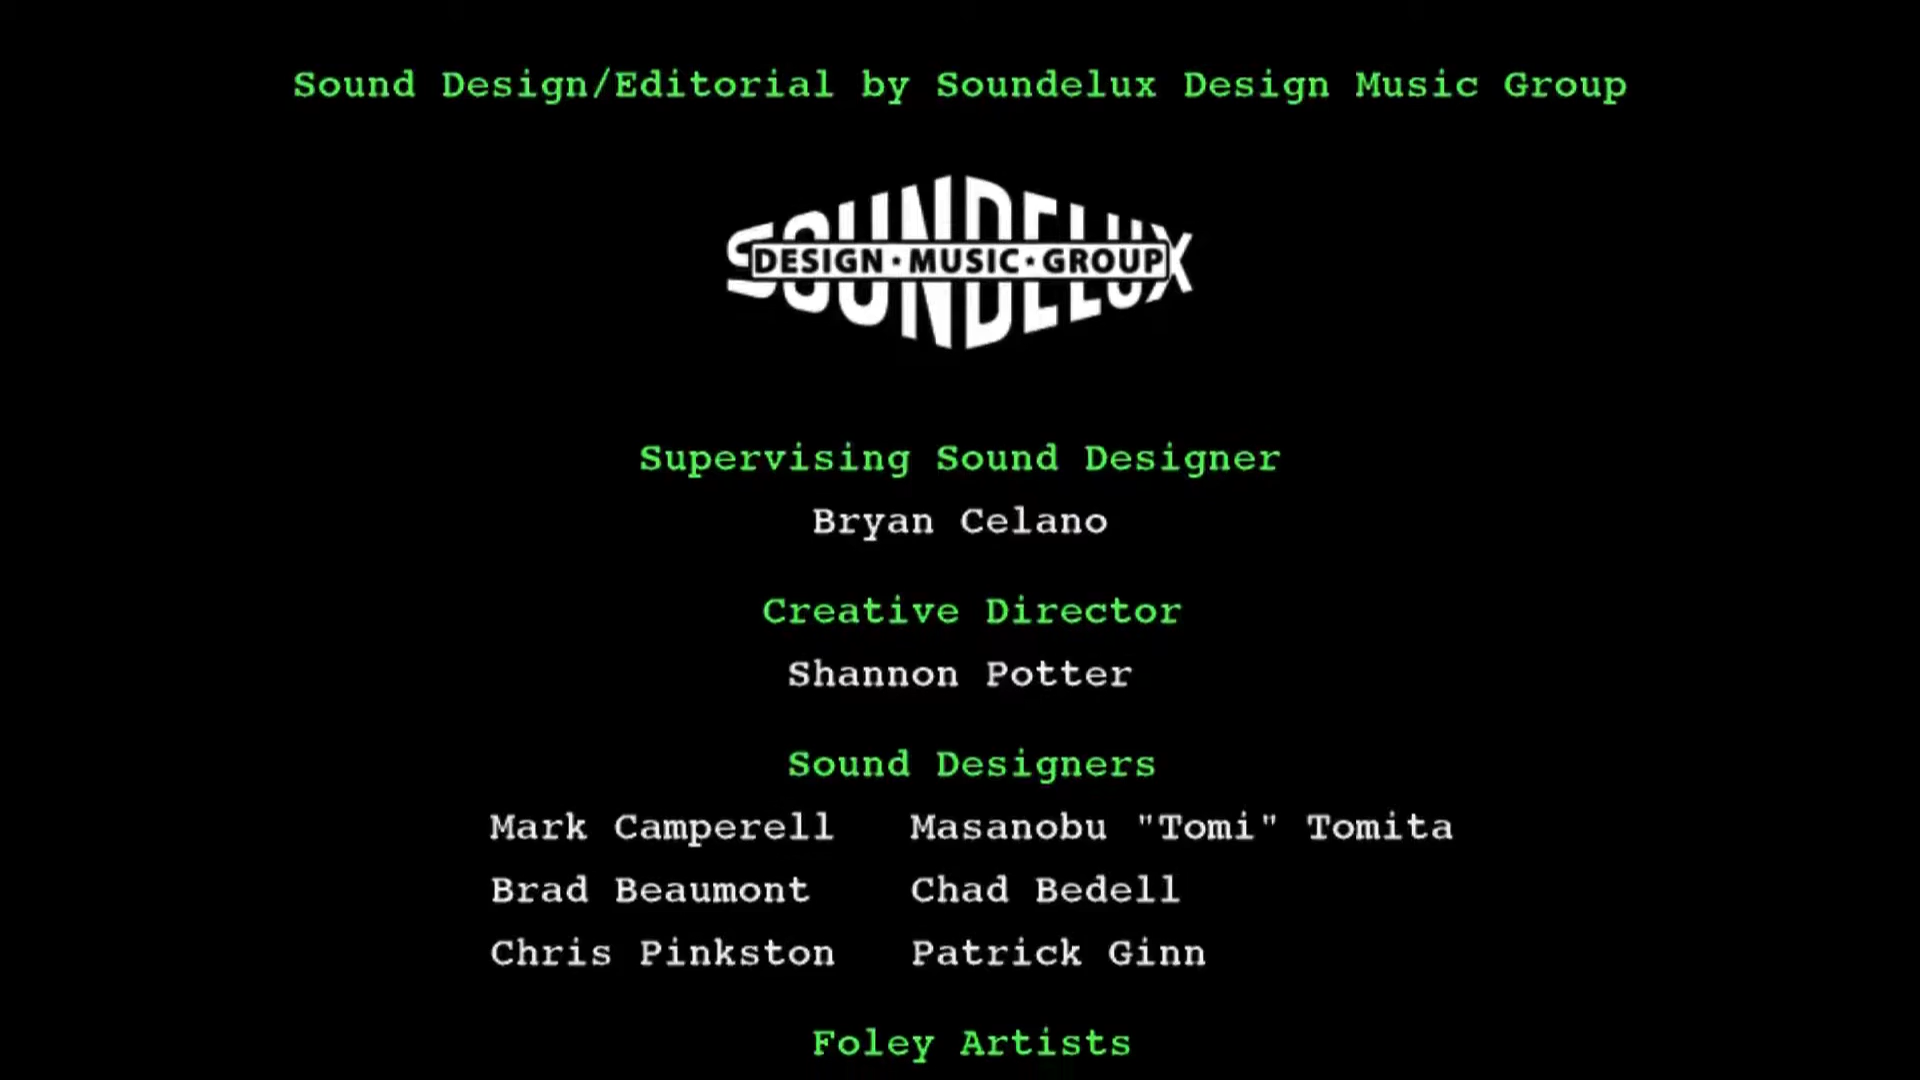 Sound Design/Editorial by Soundelux Design Music Group
SOUNDELUX
DESIGN·MUSIC·GROUP
Supervising Sound Designer
Bryan Celano
Creative Director
Shannon Potter
Sound Designers
Mark Camperell Masanobu "Tomi" Tomita
Brad Beaumont Chad Bedell
Chris Pinkston Patrick Ginn
Foley Artists